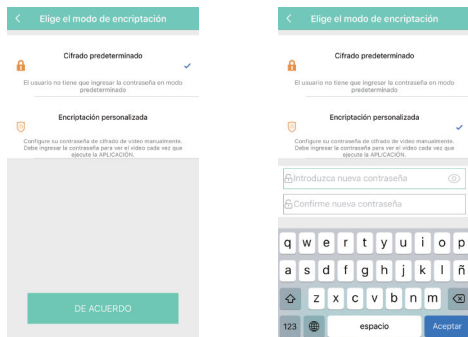 Elige el modo de encriptación
Cifrado predeterminado
El usuario no tiene que ingresar la contraseña en modo
predeterminado
Encriptación personalizada
Configure su contraseña de cifrado de video manualmente.
Debe ingresar la contraseña para ver el video cada vez que
ejecute la APLICACIÓN.
DE ACUERDO
Elige el modo de encriptación
Cifrado predeterminado
El usuario no tiene que ingresar la contraseña en modo
predeterminado
Encriptación personalizada
Configure su contraseña de cifrado de video manualmente.
Debe ingresar la contraseña para ver el video cada vez que
ejecute la APLICACIÓN.
Introduzca nueva contraseña
Confirme nueva contraseña
q w e r t y u i o p
a s d f g h j k l ñ
z x c v b n m
123 espacio Aceptar